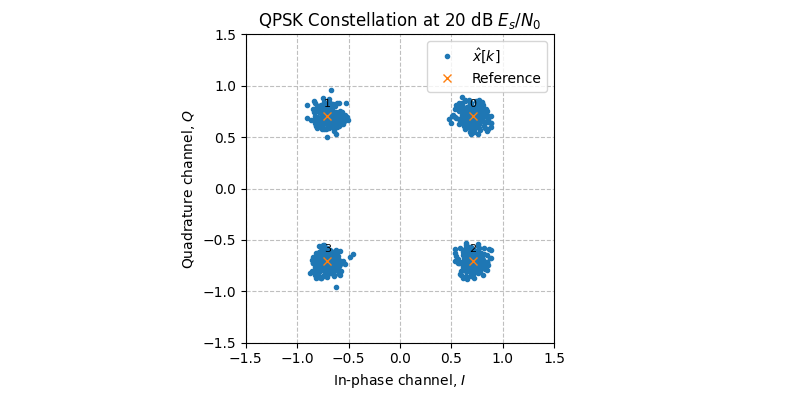 QPSK Constellation at 20 dB $E_s/N_0$
1.5
1.0
0.5
0.0
−0.5
−1.0
−1.5
Quadrature channel, Q
x̂[k]
Reference
1
0
3
2
−1.5 −1.0 −0.5 0.0 0.5 1.0 1.5
In-phase channel, I